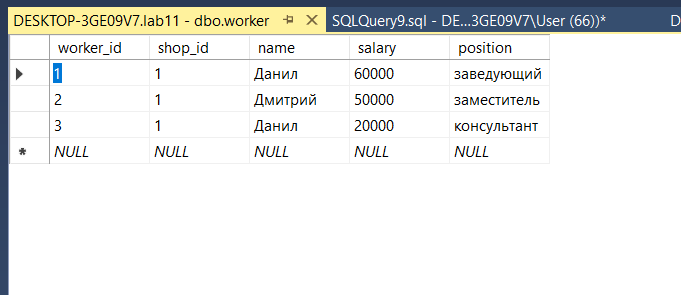 DESKTOP-3GE09V7.lab11 - dbo.worker SQLQuery9.sql - DE...3GE09V7\User (66))* D
worker_id shop_id name salary position
1 1 Данил 60000 заведующий
2 1 Дмитрий 50000 заместитель
3 1 Данил 20000 консультант
NULL NULL NULL NULL NULL